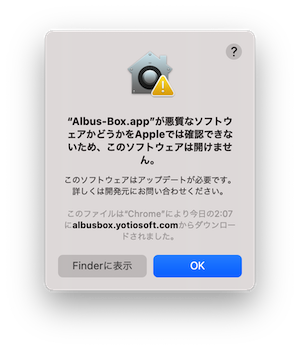 ?
“Albus-Box.app”が悪質なソフトウ
ェアかどうかをAppleでは確認できな
いため、このソフトウェアは開けませ
ん。
このソフトウェアはアップデートが必要です。
詳しくは開発元にお問い合わせください。
このファイルは“Chrome”により今日の2:07
にalbusbox.yotiosoft.comからダウンロー
ドされました。
Finderに表示
OK